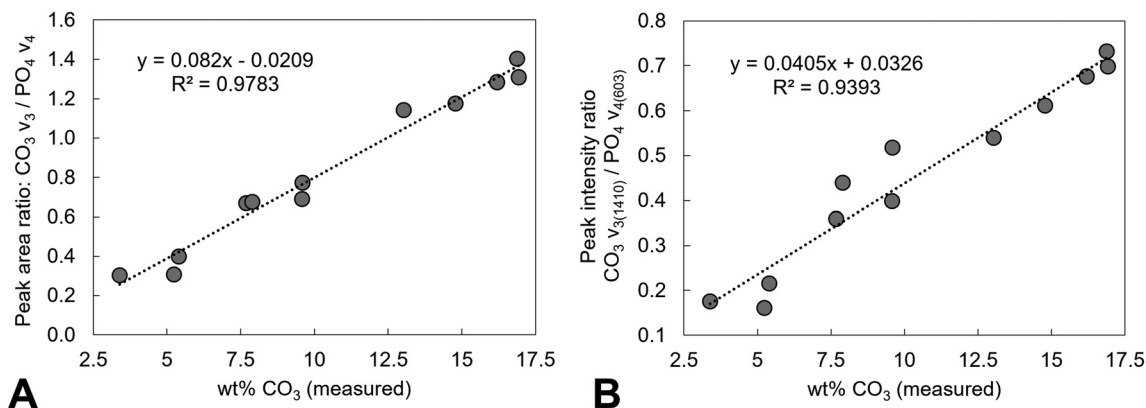 1.6
1.4
1.2
1.0
0.8
0.6
0.4
0.2
0.0
Peak area ratio: CO3 v3 / PO4 v4
y = 0.082x - 0.0209
R² = 0.9783
2.5 5 7.5 10 12.5 15 17.5
wt% CO3 (measured)
A
0.8
0.7
0.6
0.5
0.4
0.3
0.2
0.1
Peak intensity ratio
CO3 v3(1410) / PO4 v4(603)
y = 0.0405x + 0.0326
R² = 0.9393
2.5 5 7.5 10 12.5 15 17.5
wt% CO3 (measured)
B